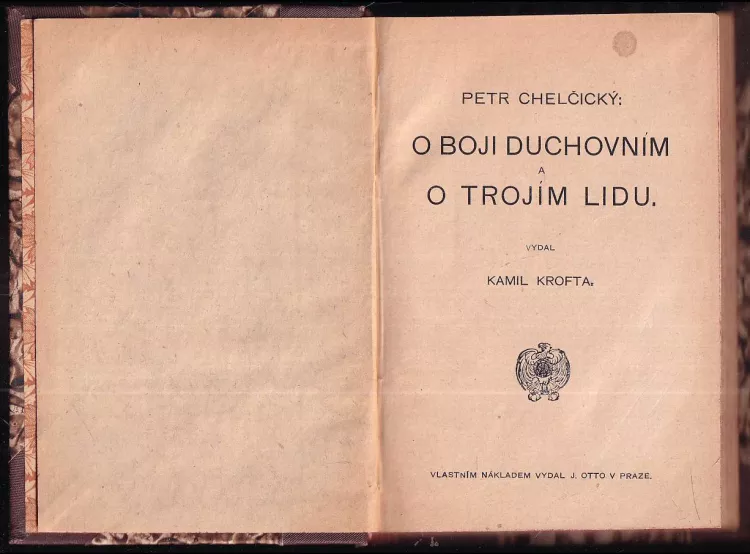 PETR CHELČICKÝ:
O BOJI DUCHOVNÍM
A
O TROJÍM LIDU.
VYDAL
KAMIL KROFTA.
VLASTNÍM NÁKLADEM VYDAL J. OTTO V PRAZE.